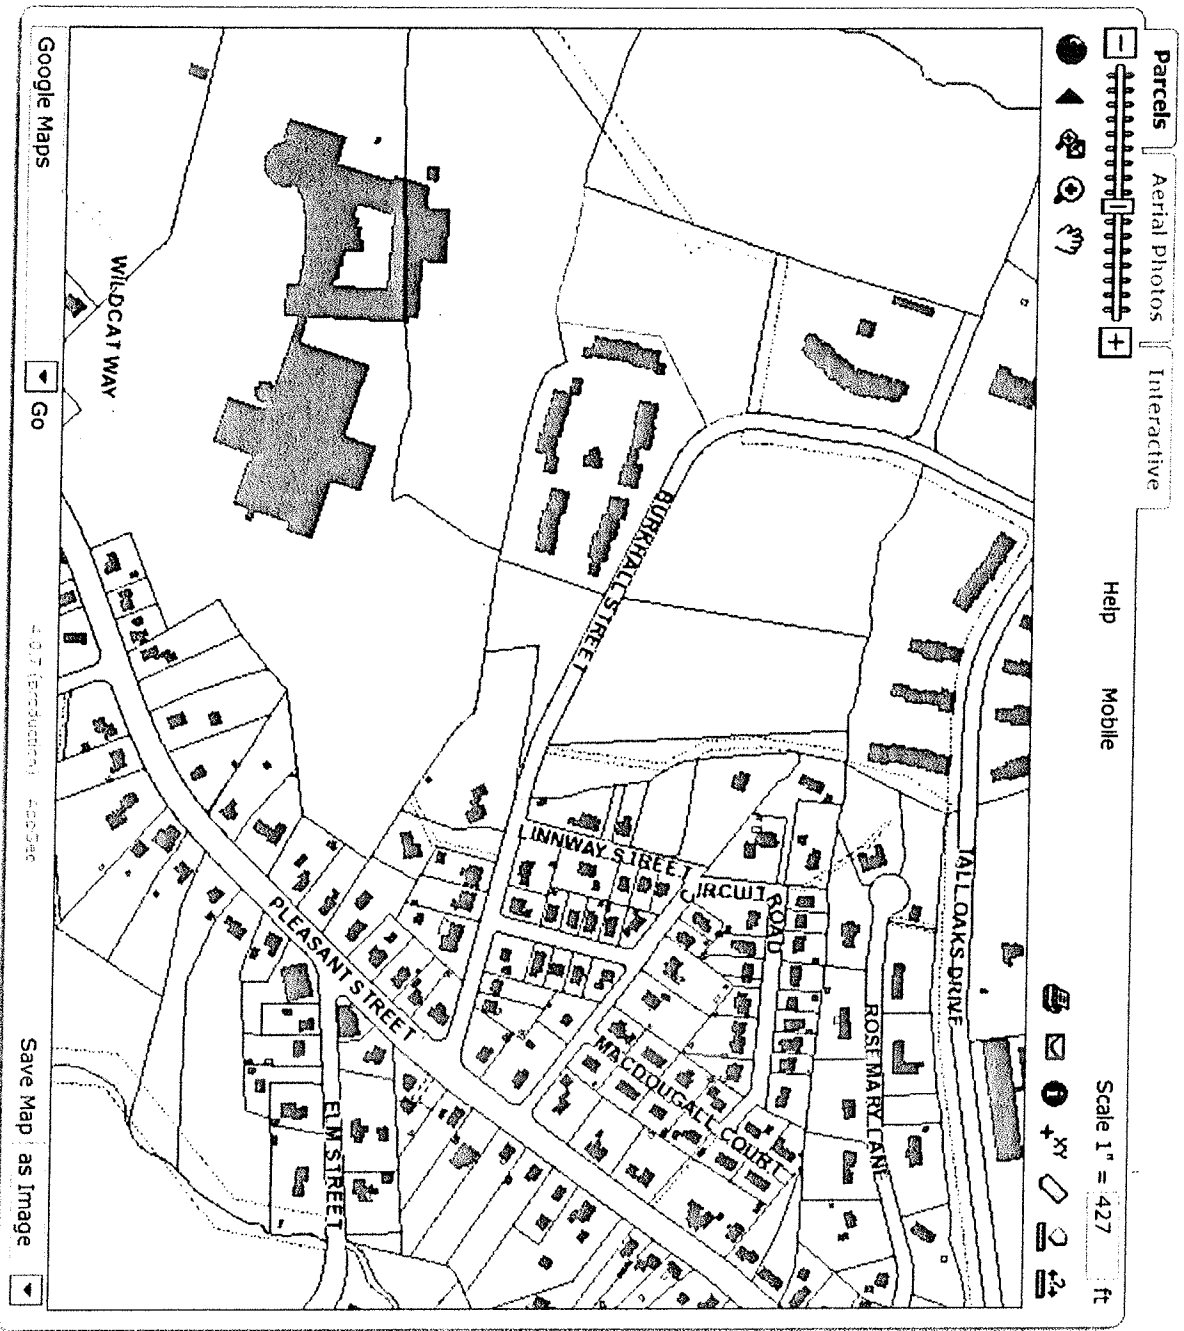 Parcels
Aerial Photos
Interactive
Help
Mobile
Scale 1" = 427 ft
+XY
WILDCAT WAY
BURKHALL STREET
LINNWAY STREET
CIRCUIT
ROAD
TALL OAKS DRIVE
ROSEMARY LANE
MACDOUGALL COURT
PLEASANT STREET
ELM STREET
Google Maps
Go
Save Map
as Image